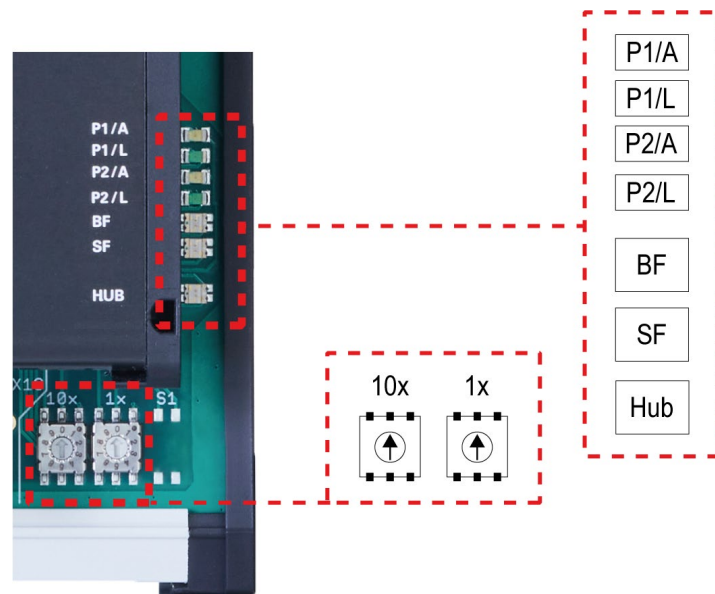 P1/A
P1/L
P2/A
P2/L
BF
SF
HUB
10x 1x S1
10x 1x
P1/A
P1/L
P2/A
P2/L
BF
SF
Hub